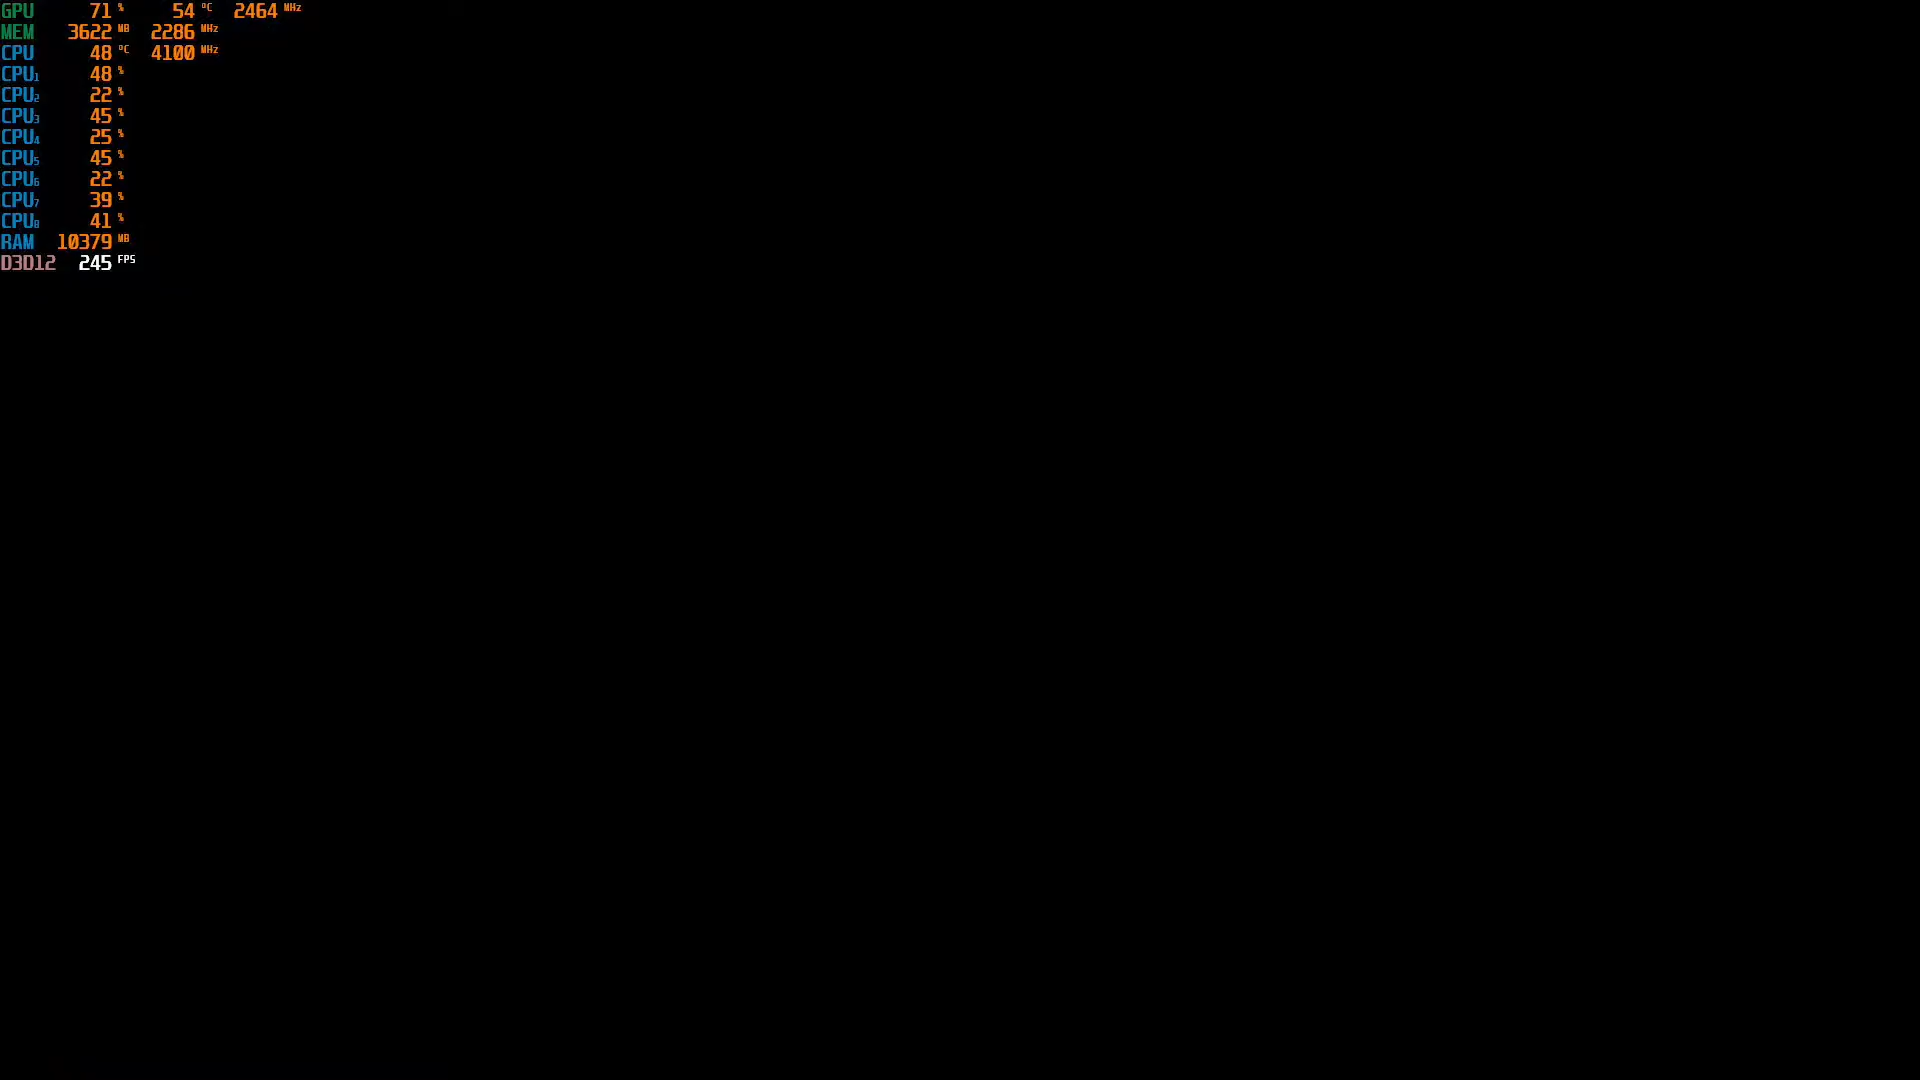 GPU 71 % 54 °C 2464 MHz
MEM 3622 MB 2286 MHz
CPU 48 °C 4100 MHz
CPU1 48 %
CPU2 22 %
CPU3 45 %
CPU4 25 %
CPU5 45 %
CPU6 22 %
CPU7 39 %
CPU8 41 %
RAM 10379 MB
D3D12 245 FPS